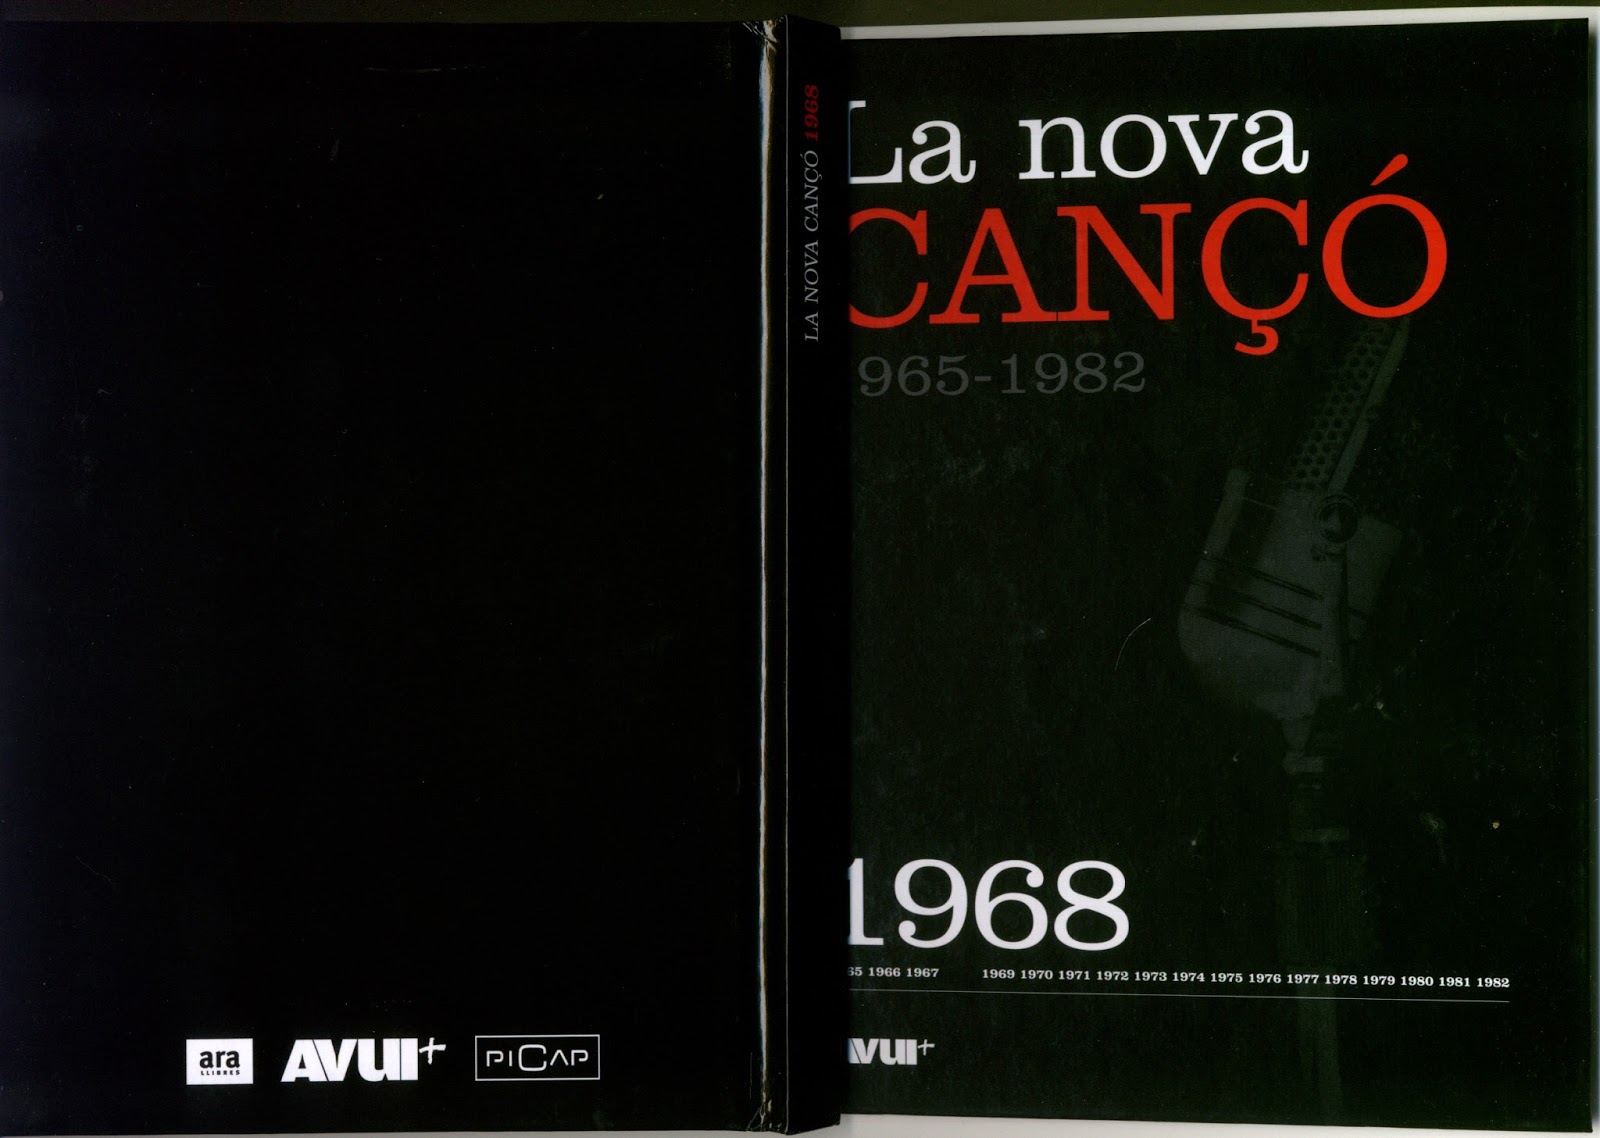 ara
LLIBRES
AVUI+
PICAP
LA NOVA CANÇÓ 1968
La nova
CANÇÓ
965-1982
1968
65 1966 1967 1969 1970 1971 1972 1973 1974 1975 1976 1977 1978 1979 1980 1981 1982
AVUI+